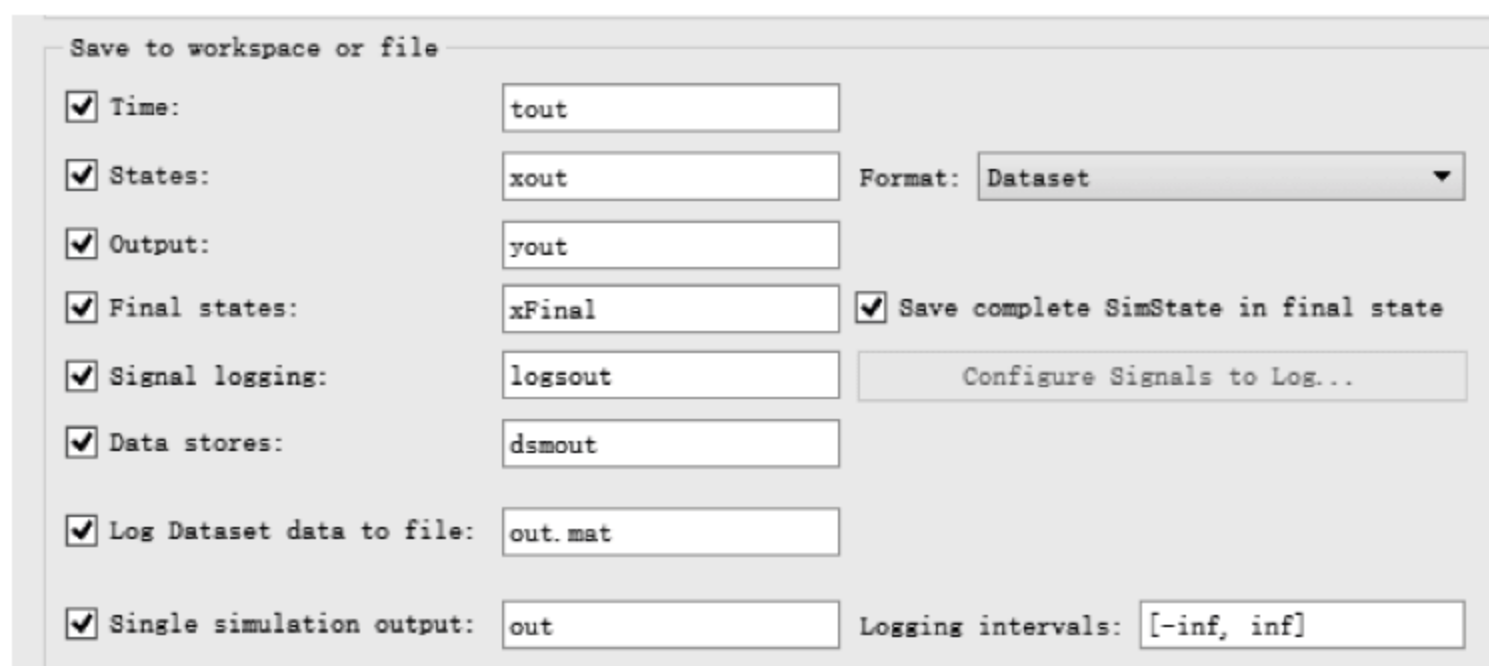 Save to workspace or file
Time: tout
States: xout Format: Dataset
Output: yout
Final states: xFinal Save complete SimState in final state
Signal logging: logsout Configure Signals to Log...
Data stores: dsmout
Log Dataset data to file: out.mat
Single simulation output: out Logging intervals: [-inf, inf]